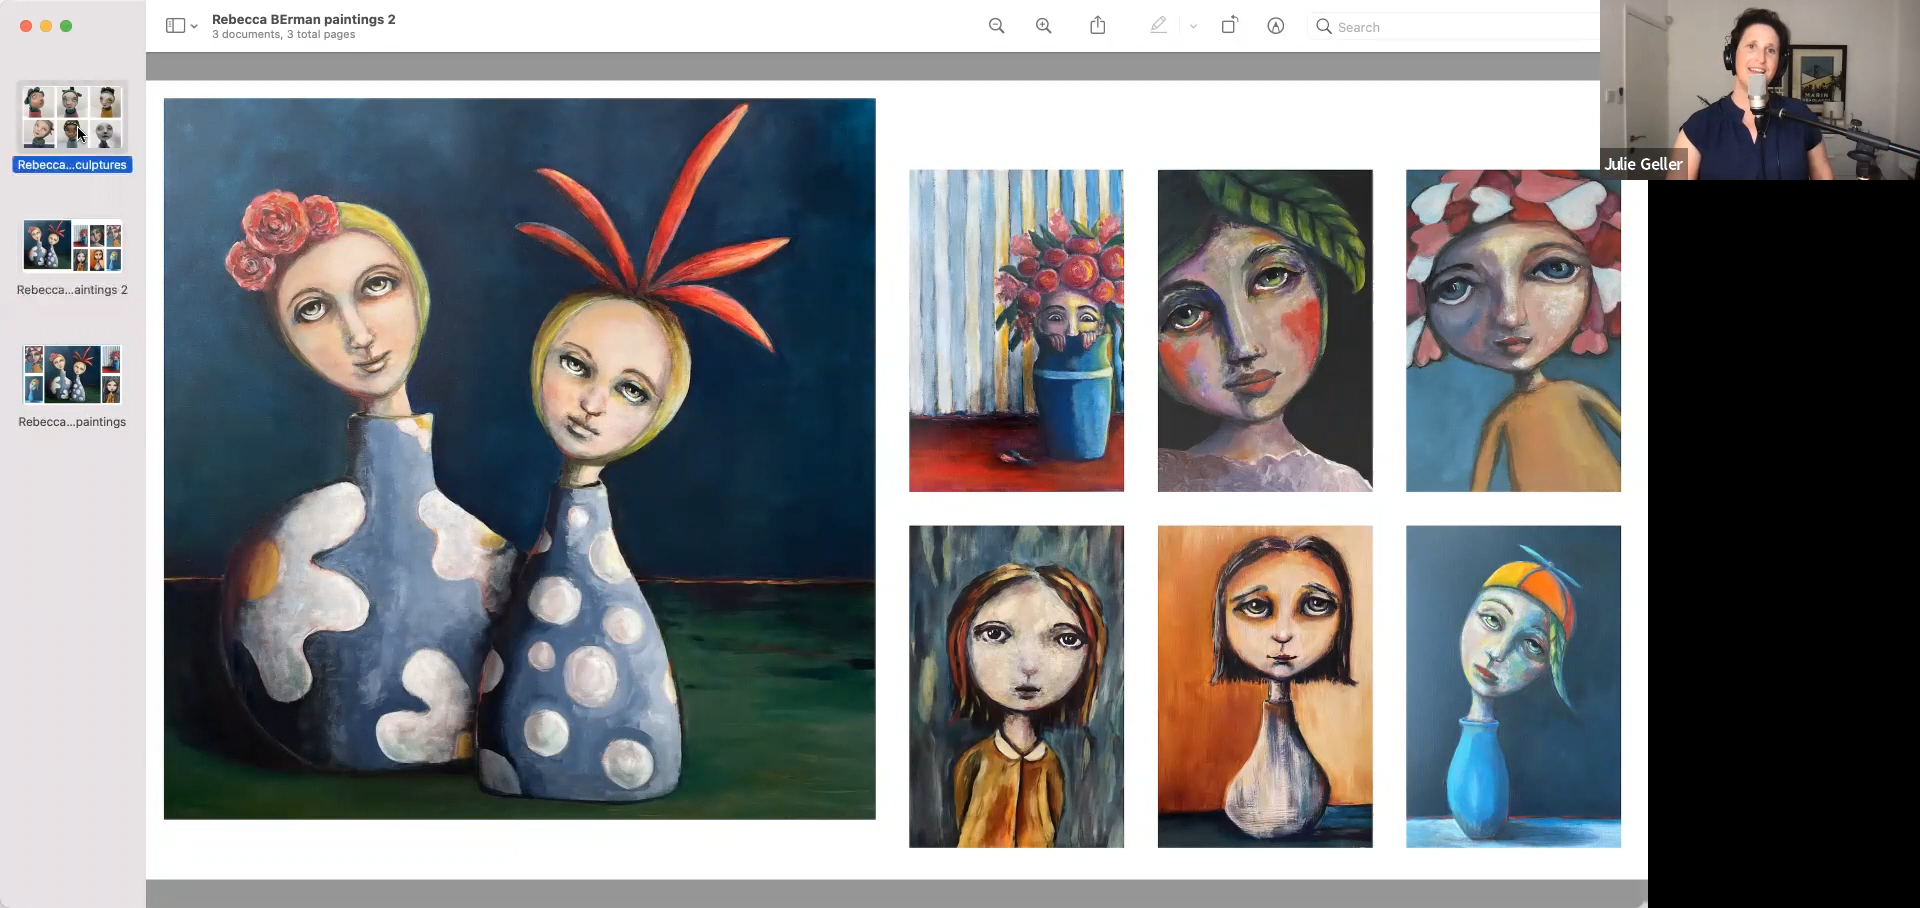 Rebecca BErman paintings 2
3 documents, 3 total pages
Search
Julie Geller
MARIN
Rebecca...culptures
Rebecca...aintings 2
Rebecca...paintings